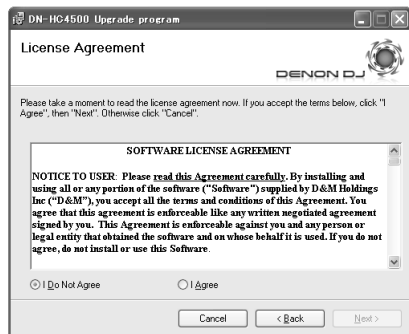 DN-HC4500 Upgrade program
License Agreement
DENON DJ
Please take a moment to read the license agreement now. If you accept the terms below, click "I
Agree", then "Next". Otherwise click "Cancel".
SOFTWARE LICENSE AGREEMENT
NOTICE TO USER: Please read this Agreement carefully. By installing and
using all or any portion of the software ("Software") supplied by D&M Holdings
Inc ("D&M"), you accept all the terms and conditions of this Agreement. You
agree that this agreement is enforceable like any written negotiated agreement
signed by you. This Agreement is enforceable against you and any person or
legal entity that obtained the software and on whose behalf it is used. If you do not
agree, do not install or use this Software.
I Do Not Agree
I Agree
Cancel
< Back
Next >